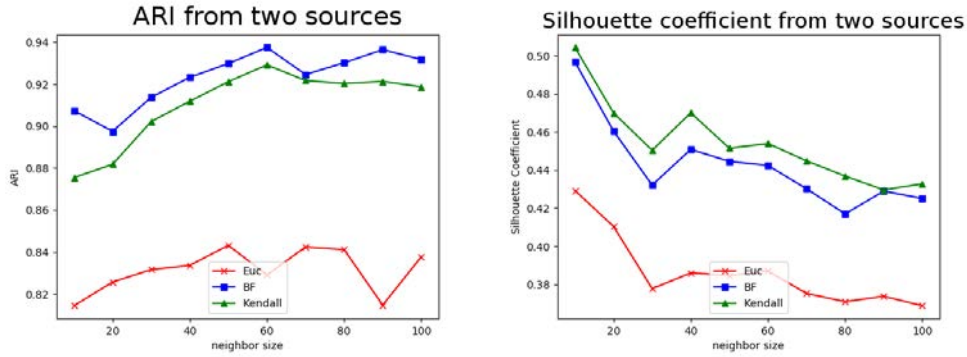 ARI from two sources
0.94
0.92
0.90
0.88
0.86
0.84
0.82
ARI
Euc
BF
Kendall
20
40
60
80
100
neighbor size
Silhouette coefficient from two sources
0.50
0.48
0.46
0.44
0.42
0.40
0.38
Silhouette Coefficient
Euc
BF
Kendall
20
40
60
80
100
neighbor size